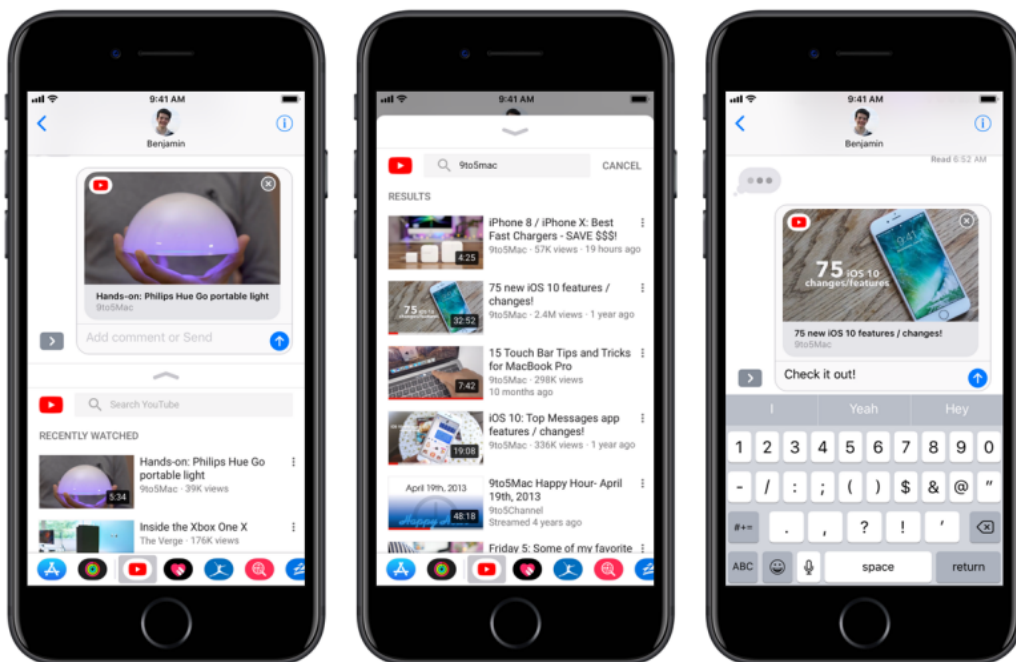 9:41 AM
Benjamin
Hands-on: Philips Hue Go portable light
9to5Mac
Add comment or Send
Search YouTube
RECENTLY WATCHED
Hands-on: Philips Hue Go
portable light
9to5Mac · 39K views
5:34
Inside the Xbox One X
The Verge · 176K views
9:41 AM
9to5mac
CANCEL
RESULTS
iPhone 8 / iPhone X: Best
Fast Chargers - SAVE $$$!
9to5Mac · 57K views · 19 hours ago
4:25
75 new iOS 10 features /
changes!
9to5Mac · 2.4M views · 1 year ago
75 iOS 10
32:52
15 Touch Bar Tips and Tricks
for MacBook Pro
9to5Mac · 298K views
10 months ago
7:42
iOS 10: Top Messages app
features / changes!
9to5Mac · 336K views · 1 year ago
19:08
April 19th, 2013
48:18
9to5Mac Happy Hour- April
19th, 2013
9to5Channel
Streamed 4 years ago
Friday 5: Some of my favorite
9:41 AM
Benjamin
Read 6:52 AM
9:41
75 iOS 10
changes/features
75 new iOS 10 features / changes!
9to5Mac
Check it out!
I Yeah Hey
1 2 3 4 5 6 7 8 9 0
- / : ; ( ) $ & @ "
#+= . , ? ! '
ABC space return